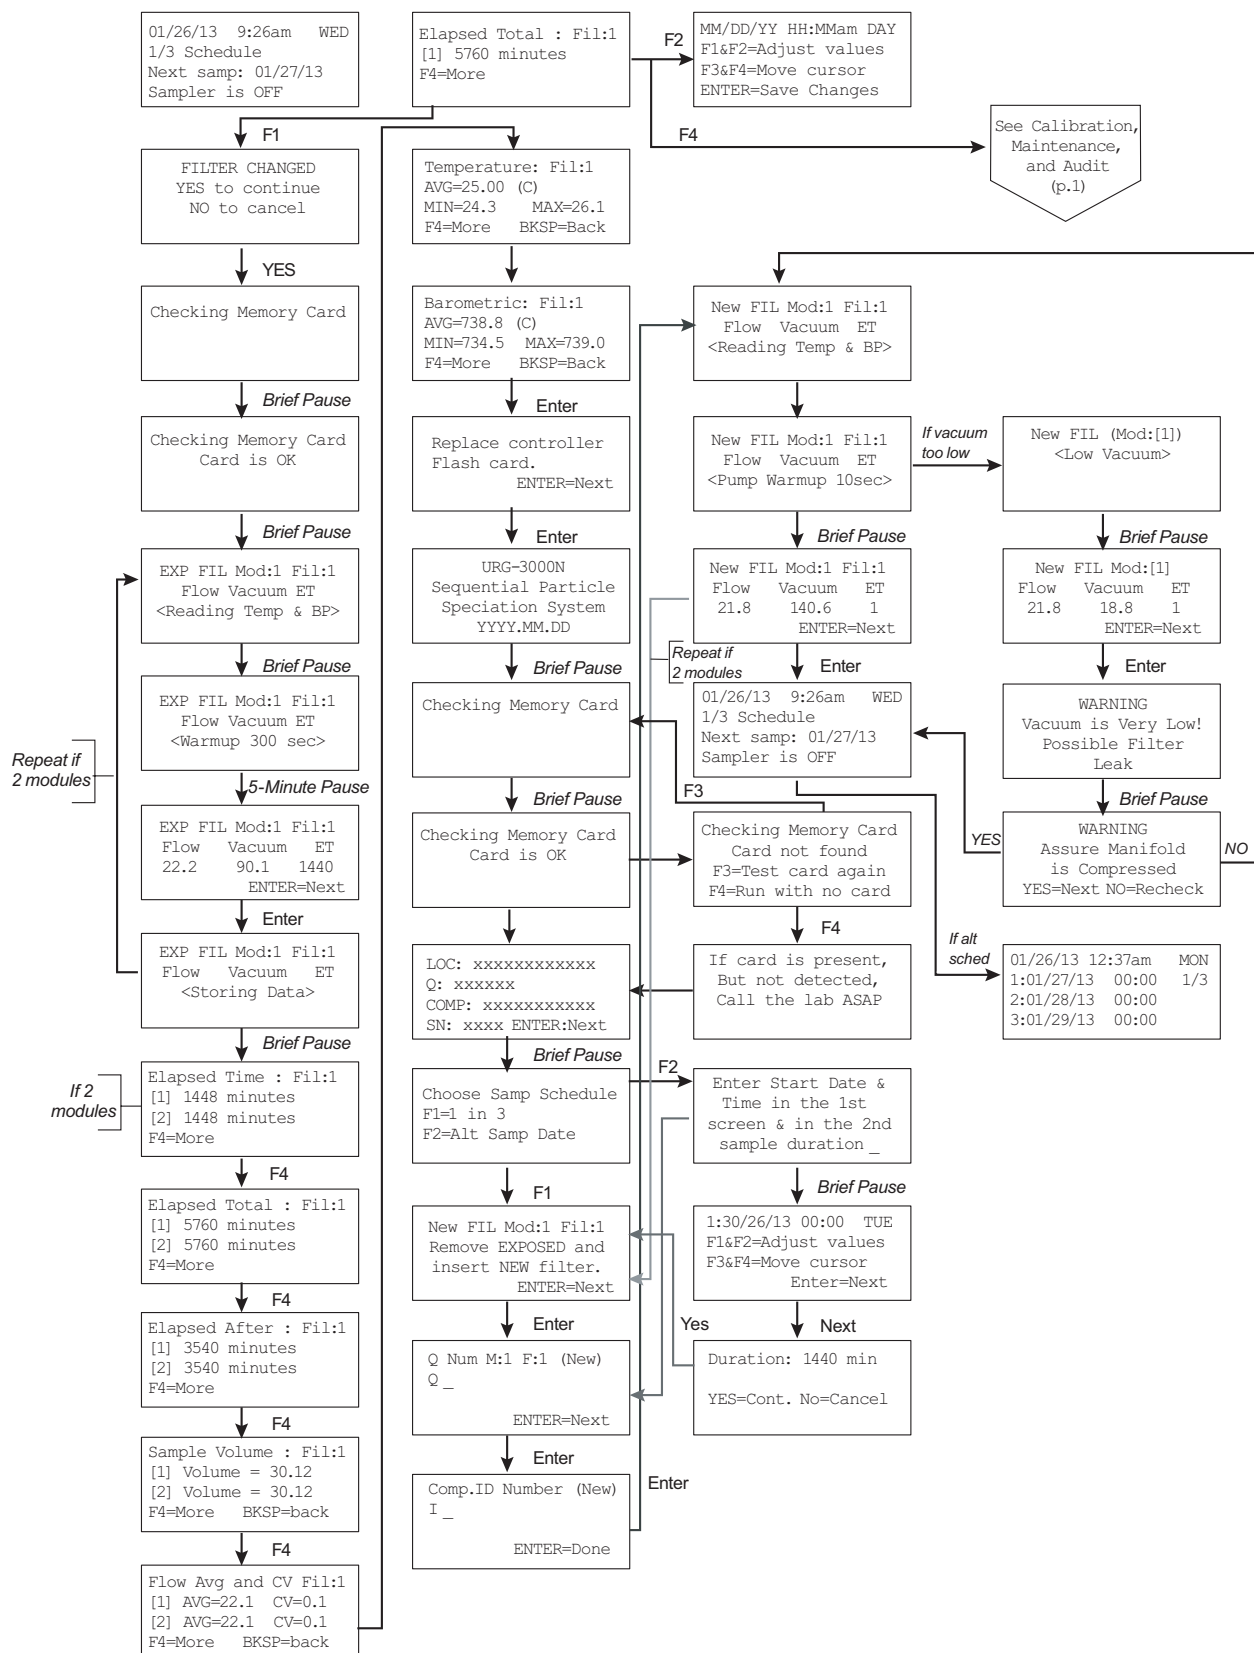 01/26/13 9:26am WED
1/3 Schedule
Next samp: 01/27/13
Sampler is OFF
F1
FILTER CHANGED
YES to continue
NO to cancel
YES
Checking Memory Card
Brief Pause
Checking Memory Card
Card is OK
Brief Pause
EXP FIL Mod:1 Fil:1
Flow Vacuum ET
<Reading Temp & BP>
Brief Pause
EXP FIL Mod:1 Fil:1
Flow Vacuum ET
<Warmup 300 sec>
Repeat if
2 modules
5-Minute Pause
EXP FIL Mod:1 Fil:1
Flow Vacuum ET
22.2 90.1 1440
ENTER=Next
Enter
EXP FIL Mod:1 Fil:1
Flow Vacuum ET
<Storing Data>
Brief Pause
If 2
modules
Elapsed Time : Fil:1
[1] 1448 minutes
[2] 1448 minutes
F4=More
F4
Elapsed Total : Fil:1
[1] 5760 minutes
[2] 5760 minutes
F4=More
F4
Elapsed After : Fil:1
[1] 3540 minutes
[2] 3540 minutes
F4=More
F4
Sample Volume : Fil:1
[1] Volume = 30.12
[2] Volume = 30.12
F4=More BKSP=back
F4
Flow Avg and CV Fil:1
[1] AVG=22.1 CV=0.1
[2] AVG=22.1 CV=0.1
F4=More BKSP=back
Elapsed Total : Fil:1
[1] 5760 minutes
F4=More
F2
MM/DD/YY HH:MMam DAY
F1&F2=Adjust values
F3&F4=Move cursor
ENTER=Save Changes
F4
See Calibration,
Maintenance,
and Audit
(p.1)
Temperature: Fil:1
AVG=25.00 (C)
MIN=24.3 MAX=26.1
F4=More BKSP=Back
Barometric: Fil:1
AVG=738.8 (C)
MIN=734.5 MAX=739.0
F4=More BKSP=Back
Enter
Replace controller
Flash card.
ENTER=Next
Enter
URG-3000N
Sequential Particle
Speciation System
YYYY.MM.DD
Brief Pause
Checking Memory Card
Brief Pause
Checking Memory Card
Card is OK
LOC: xxxxxxxxxxxx
Q: xxxxxx
COMP: xxxxxxxxxxx
SN: xxxx ENTER:Next
Brief Pause
Choose Samp Schedule
F1=1 in 3
F2=Alt Samp Date
F1
New FIL Mod:1 Fil:1
Remove EXPOSED and
insert NEW filter.
ENTER=Next
Enter
Q Num M:1 F:1 (New)
Q _
ENTER=Next
Enter
Comp.ID Number (New)
I _
ENTER=Done
Enter
New FIL Mod:1 Fil:1
Flow Vacuum ET
<Reading Temp & BP>
New FIL Mod:1 Fil:1
Flow Vacuum ET
<Pump Warmup 10sec>
If vacuum
too low
Brief Pause
New FIL Mod:1 Fil:1
Flow Vacuum ET
21.8 140.6 1
ENTER=Next
Repeat if
2 modules
Enter
01/26/13 9:26am WED
1/3 Schedule
Next samp: 01/27/13
Sampler is OFF
F3
Checking Memory Card
Card not found
F3=Test card again
F4=Run with no card
F4
If card is present,
But not detected,
Call the lab ASAP
F2
Enter Start Date &
Time in the 1st
screen & in the 2nd
sample duration _
Brief Pause
1:30/26/13 00:00 TUE
F1&F2=Adjust values
F3&F4=Move cursor
Enter=Next
Yes
Next
Duration: 1440 min
YES=Cont. No=Cancel
New FIL (Mod:[1])
<Low Vacuum>
Brief Pause
New FIL Mod:[1]
Flow Vacuum ET
21.8 18.8 1
ENTER=Next
Enter
WARNING
Vacuum is Very Low!
Possible Filter
Leak
Brief Pause
WARNING
Assure Manifold
is Compressed
YES=Next NO=Recheck
YES
NO
If alt
sched
01/26/13 12:37am MON
1:01/27/13 00:00 1/3
2:01/28/13 00:00
3:01/29/13 00:00